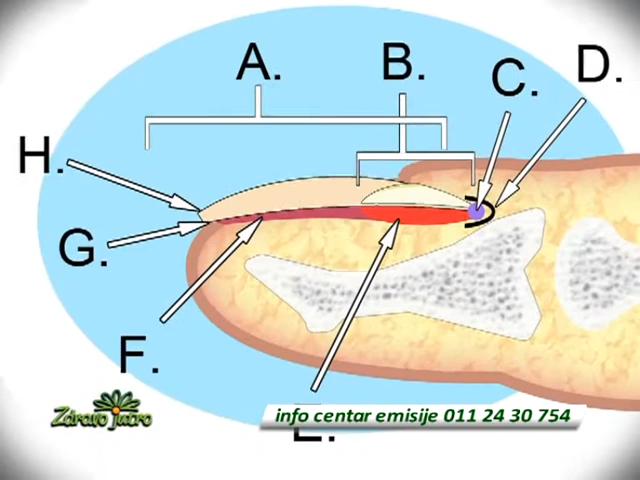 A.
B.
C.
D.
H.
G.
F.
E.
Zdravo jutro
info centar emisije 011 24 30 754